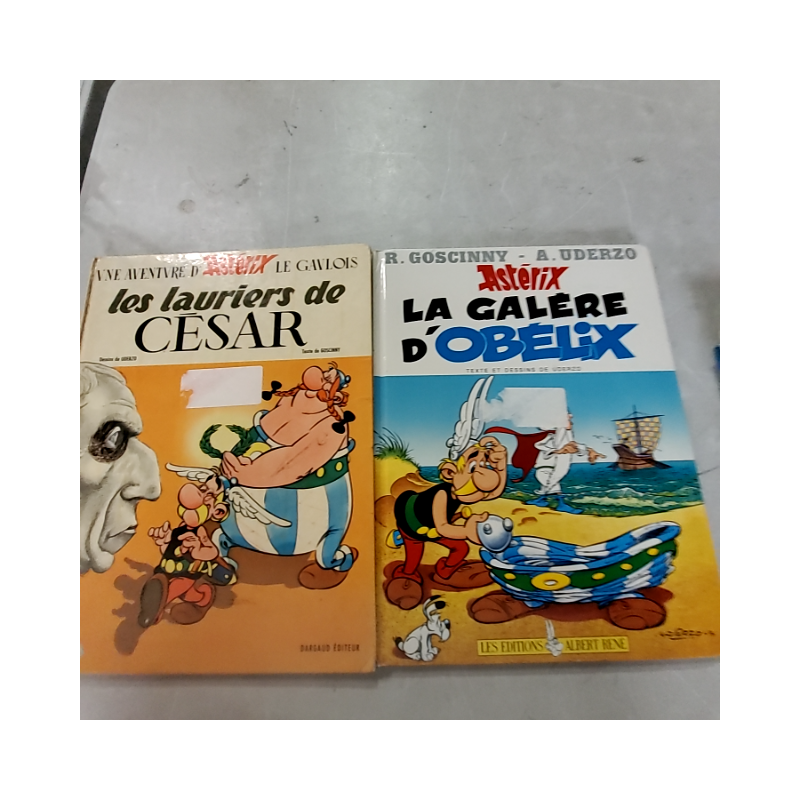 VNE AVENTVRE D'Astérix LE GAVLOIS
les lauriers de
CÉSAR
Dessins de UDERZO
Texte de GOSCINNY
DARGAUD ÉDITEUR
R. GOSCINNY - A. UDERZO
Astérix
LA GALÈRE
D'OBÉLIX
TEXTE ET DESSINS DE UDERZO
LES ÉDITIONS ALBERT RENÉ